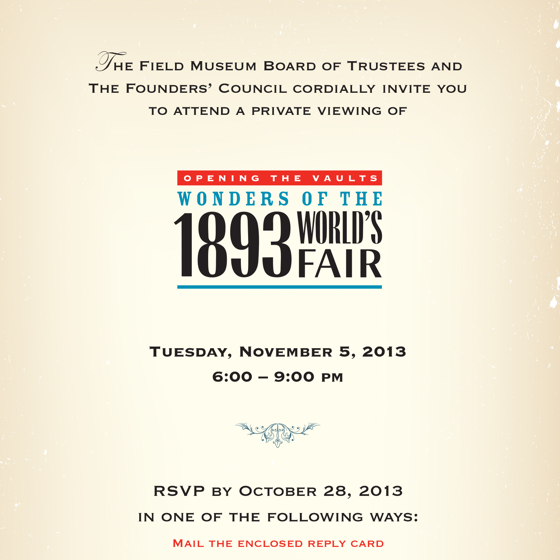 The Field Museum Board of Trustees and
The Founders' Council cordially invite you
to attend a private viewing of
OPENING THE VAULTS
WONDERS OF THE
1893 WORLD'S FAIR
Tuesday, November 5, 2013
6:00 – 9:00 PM
RSVP by October 28, 2013
in one of the following ways:
Mail the enclosed reply card